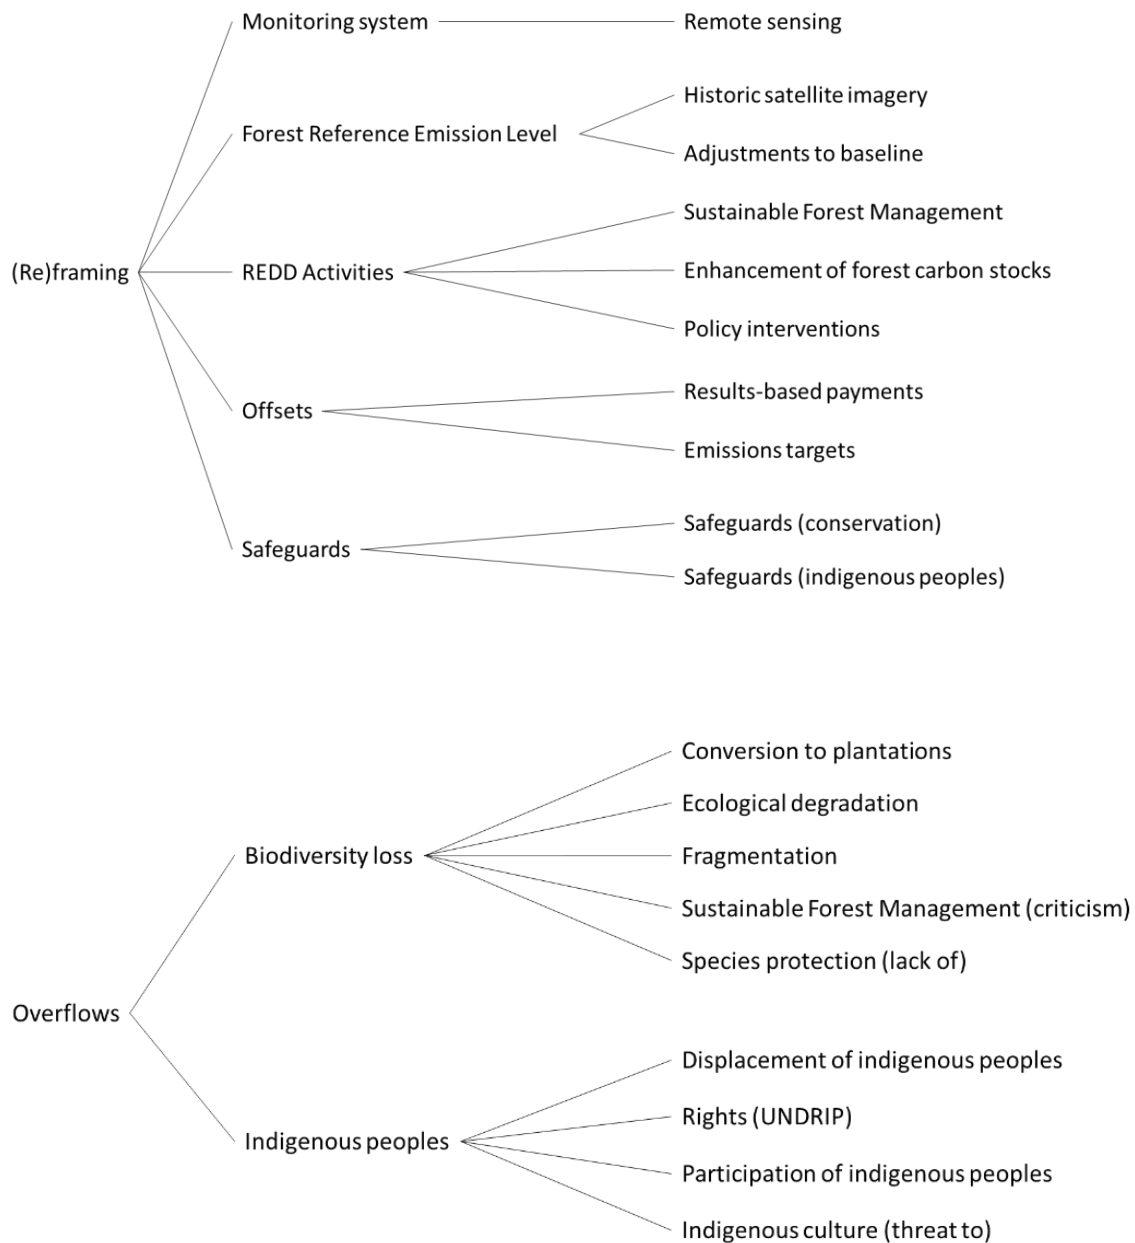 Monitoring system
Remote sensing
Historic satellite imagery
Forest Reference Emission Level
Adjustments to baseline
Sustainable Forest Management
(Re)framing
REDD Activities
Enhancement of forest carbon stocks
Policy interventions
Results-based payments
Offsets
Emissions targets
Safeguards (conservation)
Safeguards
Safeguards (indigenous peoples)
Conversion to plantations
Ecological degradation
Biodiversity loss
Fragmentation
Sustainable Forest Management (criticism)
Species protection (lack of)
Overflows
Displacement of indigenous peoples
Rights (UNDRIP)
Indigenous peoples
Participation of indigenous peoples
Indigenous culture (threat to)